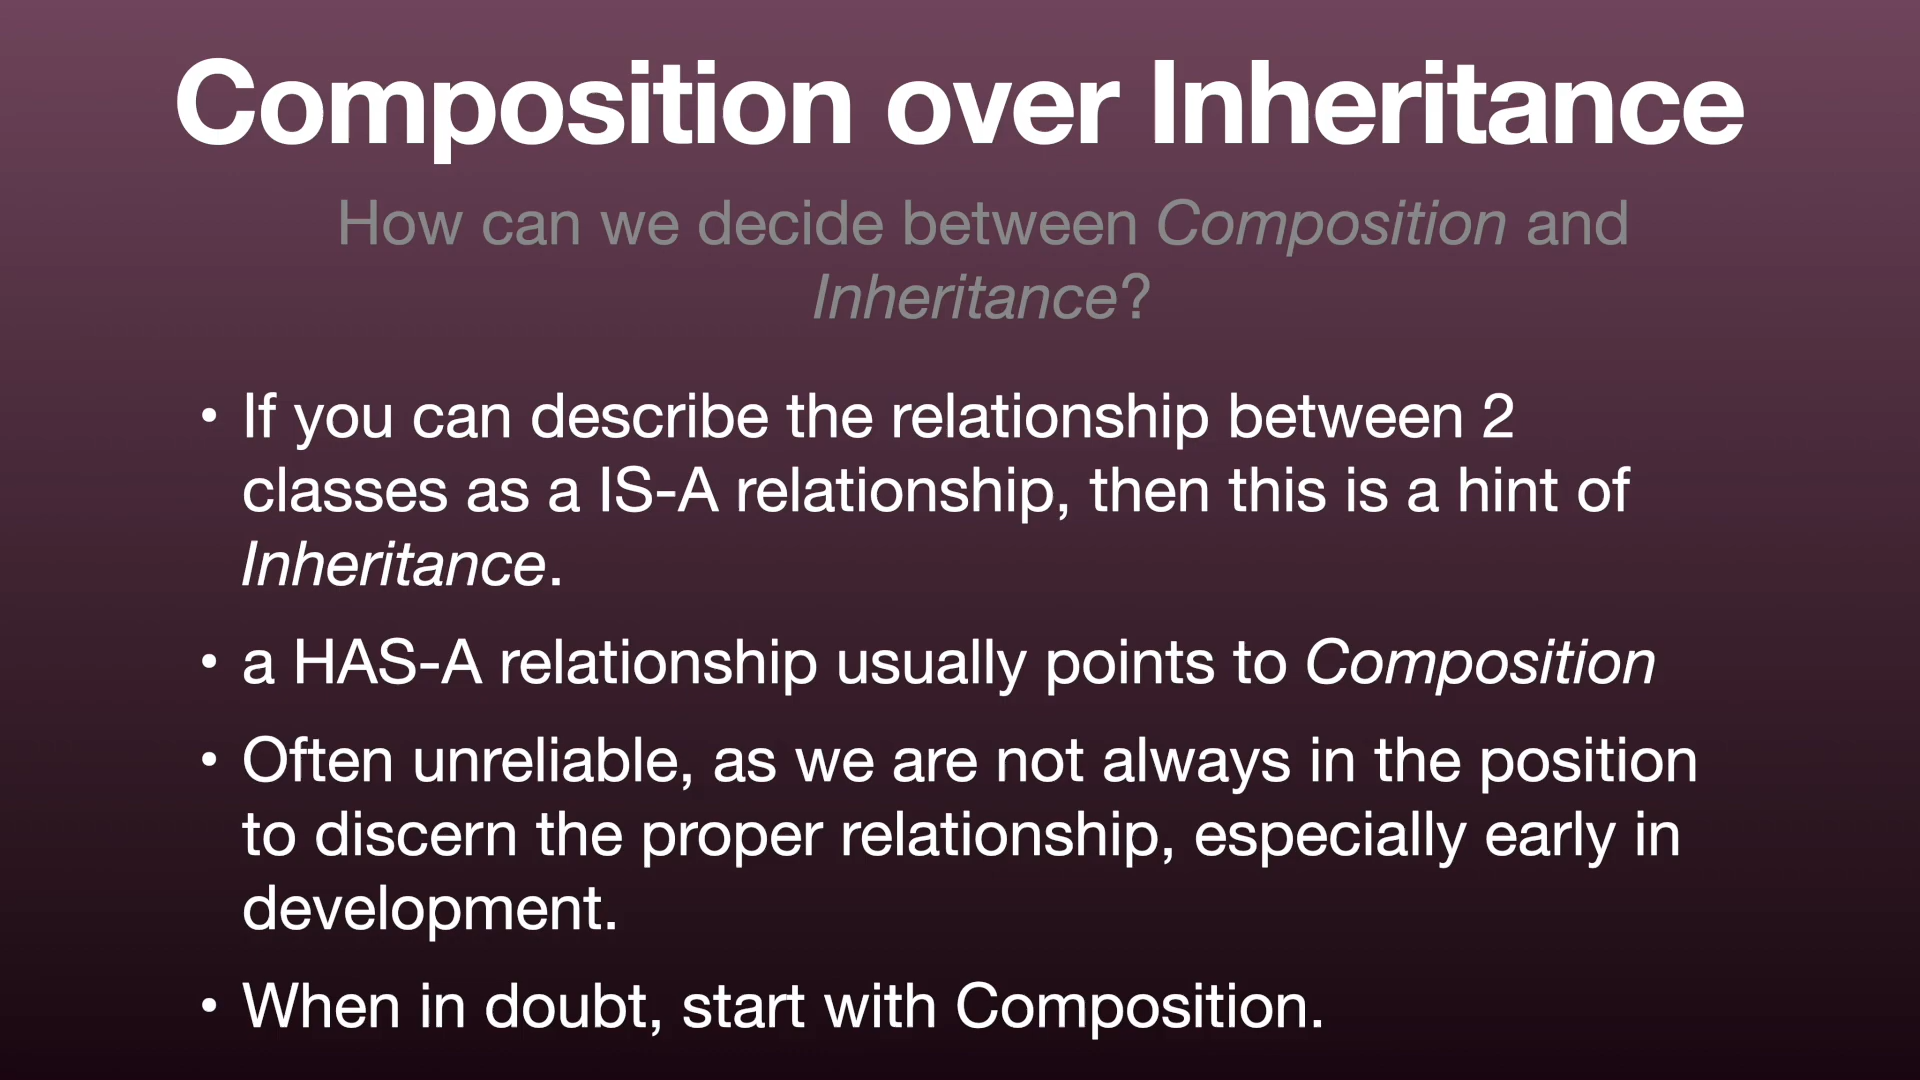 Composition over Inheritance
How can we decide between Composition and
Inheritance?
• If you can describe the relationship between 2
classes as a IS-A relationship, then this is a hint of
Inheritance.
• a HAS-A relationship usually points to Composition
• Often unreliable, as we are not always in the position
to discern the proper relationship, especially early in
development.
• When in doubt, start with Composition.